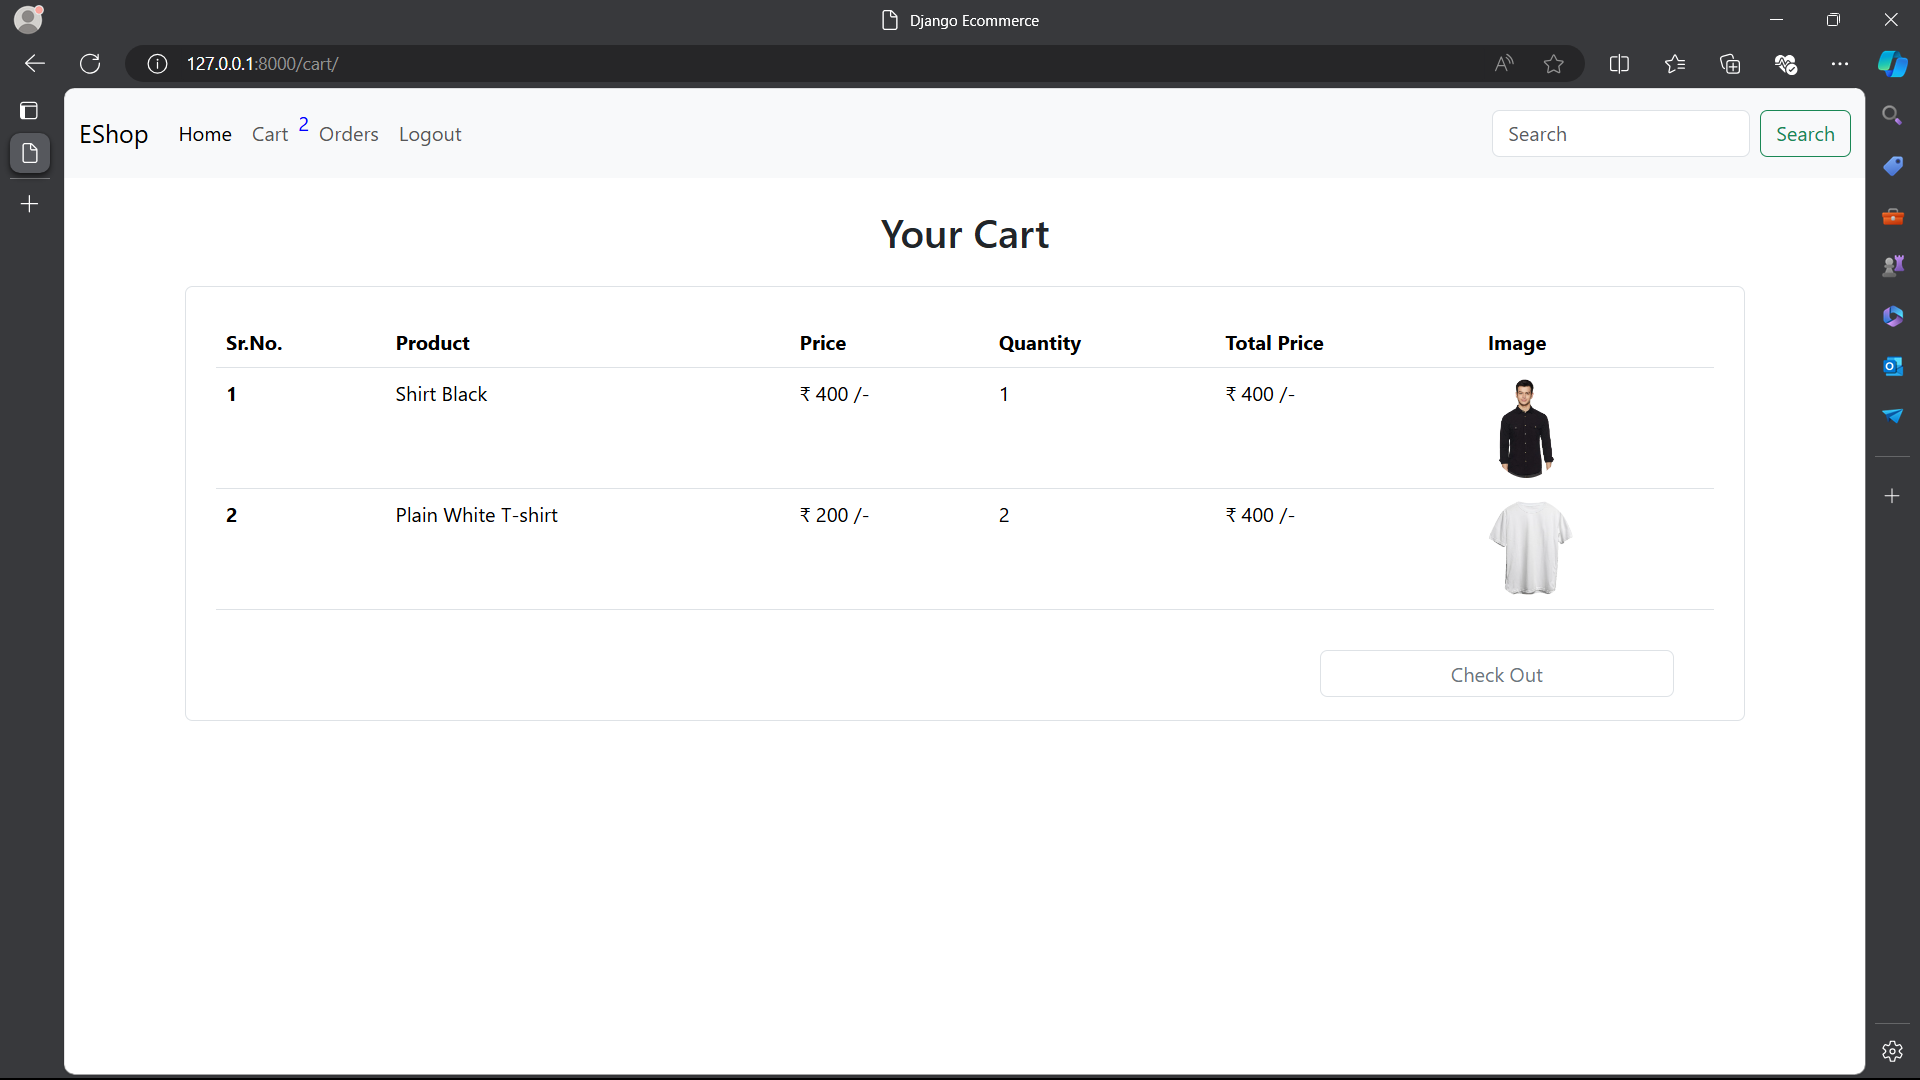 Django Ecommerce
127.0.0.1:8000/cart/
EShop Home Cart 2 Orders Logout Search Search
Your Cart
Sr.No. Product Price Quantity Total Price Image
1 Shirt Black ₹ 400 /- 1 ₹ 400 /-
2 Plain White T-shirt ₹ 200 /- 2 ₹ 400 /-
Check Out